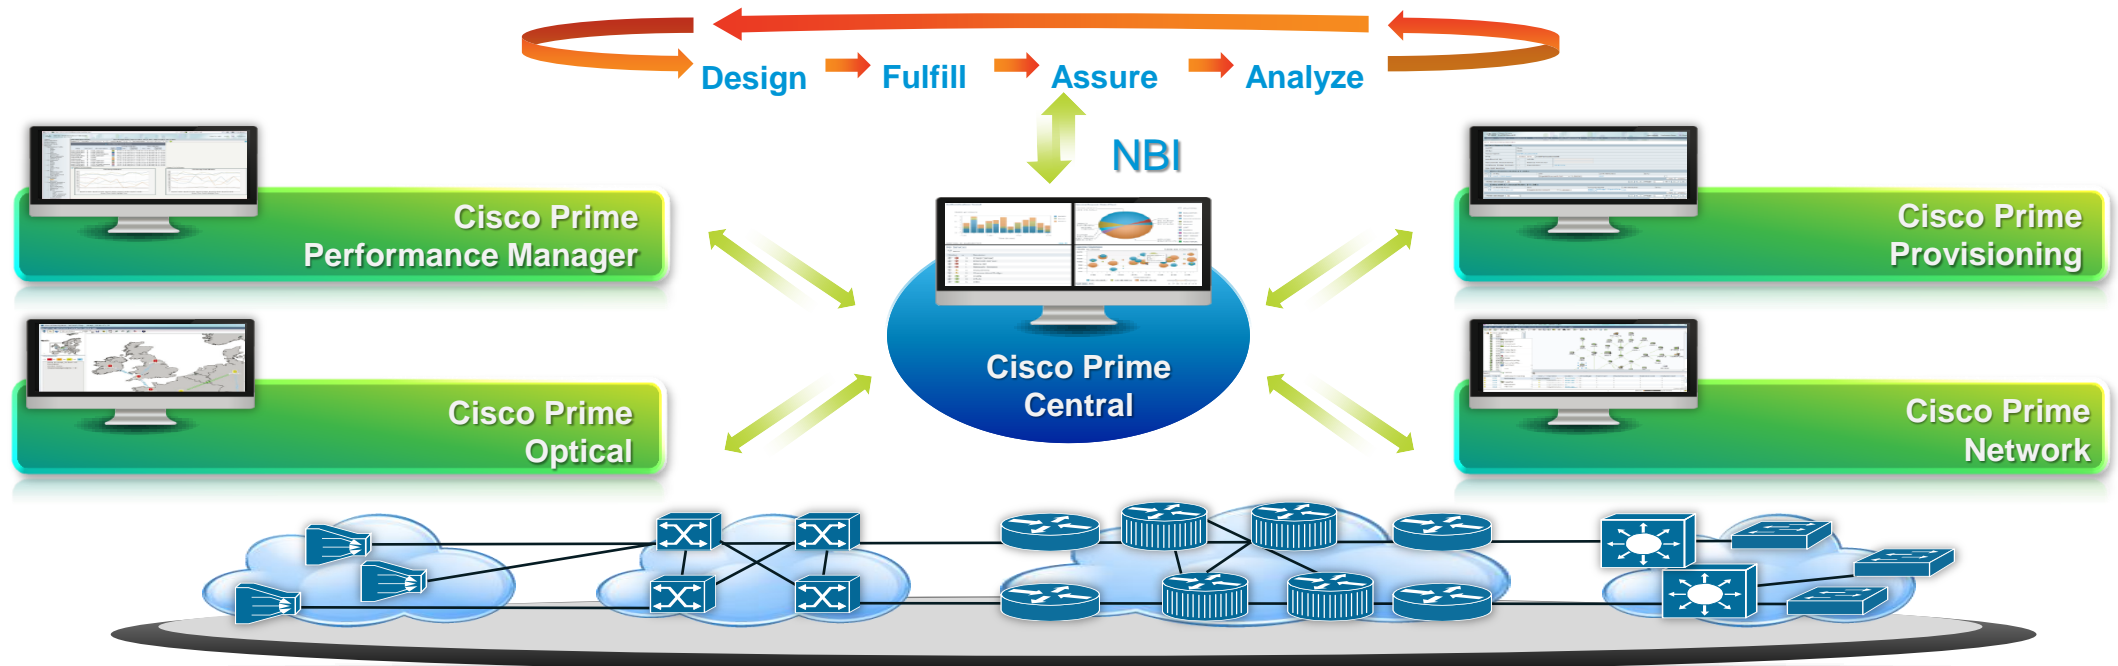 Design
Fulfill
Assure
Analyze
NBI
Cisco Prime
Performance Manager
Cisco Prime
Provisioning
Cisco Prime
Central
Cisco Prime
Optical
Cisco Prime
Network